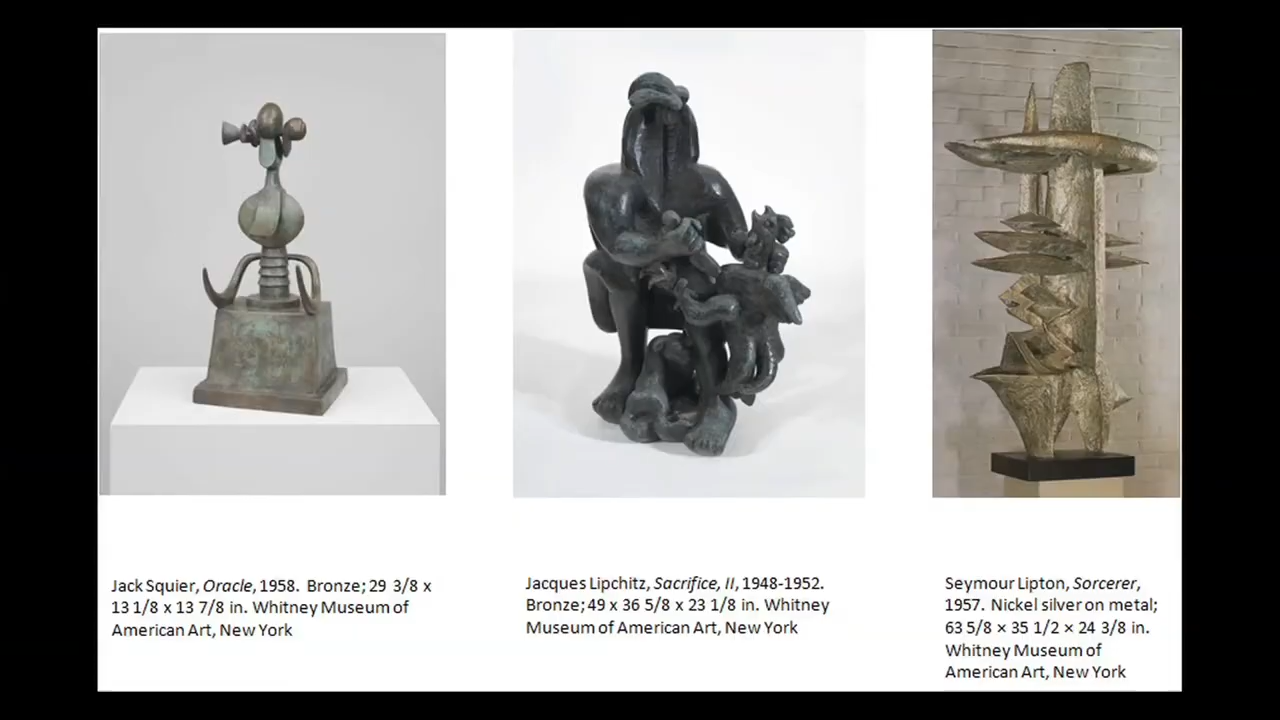 Jack Squier, Oracle, 1958. Bronze; 29 3/8 x
13 1/8 x 13 7/8 in. Whitney Museum of
American Art, New York
Jacques Lipchitz, Sacrifice, II, 1948-1952.
Bronze; 49 x 36 5/8 x 23 1/8 in. Whitney
Museum of American Art, New York
Seymour Lipton, Sorcerer,
1957. Nickel silver on metal;
63 5/8 × 35 1/2 × 24 3/8 in.
Whitney Museum of
American Art, New York